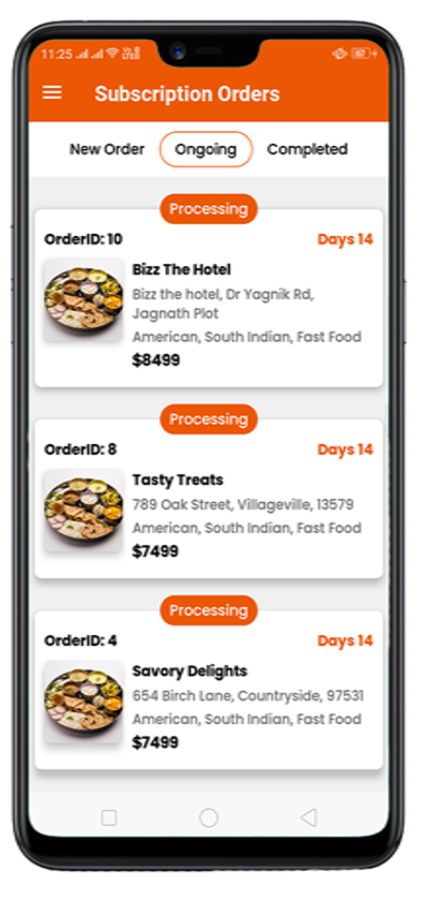 11:25
67
Subscription Orders
New Order Ongoing Completed
Processing
OrderID: 10 Days 14
Bizz The Hotel
Bizz the hotel, Dr Yagnik Rd,
Jagnath Plot
American, South Indian, Fast Food
$8499
Processing
OrderID: 8 Days 14
Tasty Treats
789 Oak Street, Villageville, 13579
American, South Indian, Fast Food
$7499
Processing
OrderID: 4 Days 14
Savory Delights
654 Birch Lane, Countryside, 97531
American, South Indian, Fast Food
$7499